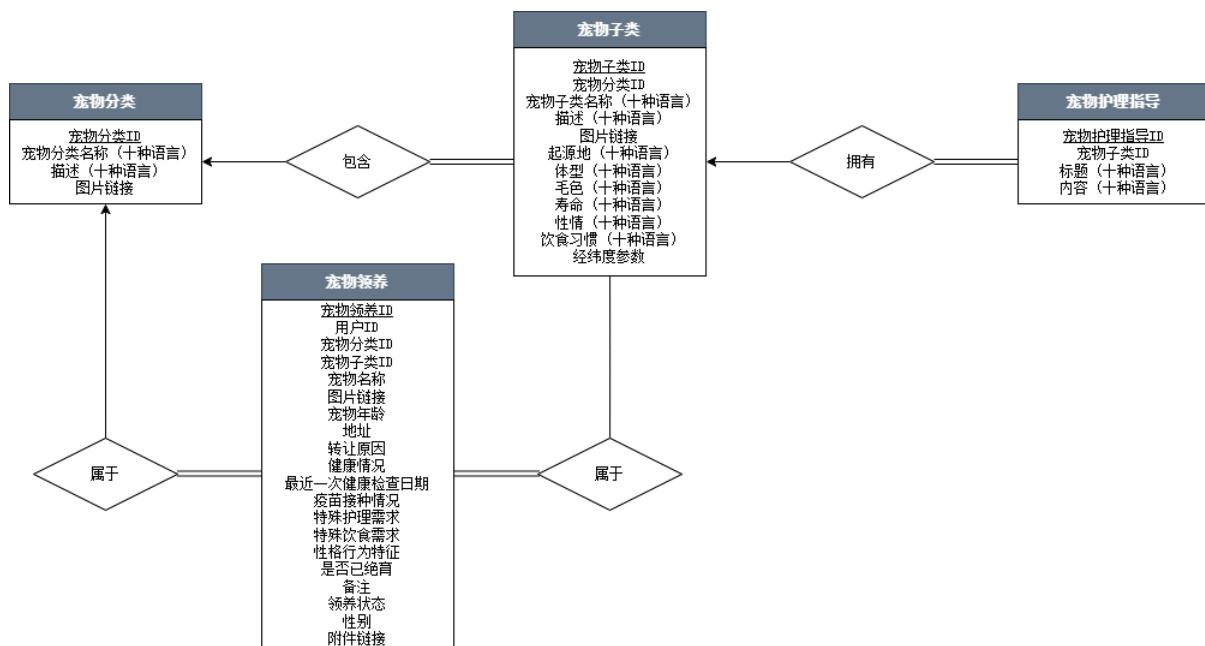 宠物分类
宠物分类ID
宠物分类名称（十种语言）
描述（十种语言）
图片链接
包含
宠物子类
宠物子类ID
宠物分类ID
宠物子类名称（十种语言）
描述（十种语言）
图片链接
起源地（十种语言）
体型（十种语言）
毛色（十种语言）
寿命（十种语言）
性情（十种语言）
饮食习惯（十种语言）
经纬度参数
拥有
宠物护理指导
宠物护理指导ID
宠物子类ID
标题（十种语言）
内容（十种语言）
属于
宠物领养
宠物领养ID
用户ID
宠物分类ID
宠物子类ID
宠物名称
图片链接
宠物年龄
地址
转让原因
健康情况
最近一次健康检查日期
疫苗接种情况
特殊护理需求
特殊饮食需求
性格行为特征
是否已绝育
备注
领养状态
性别
附件链接
属于